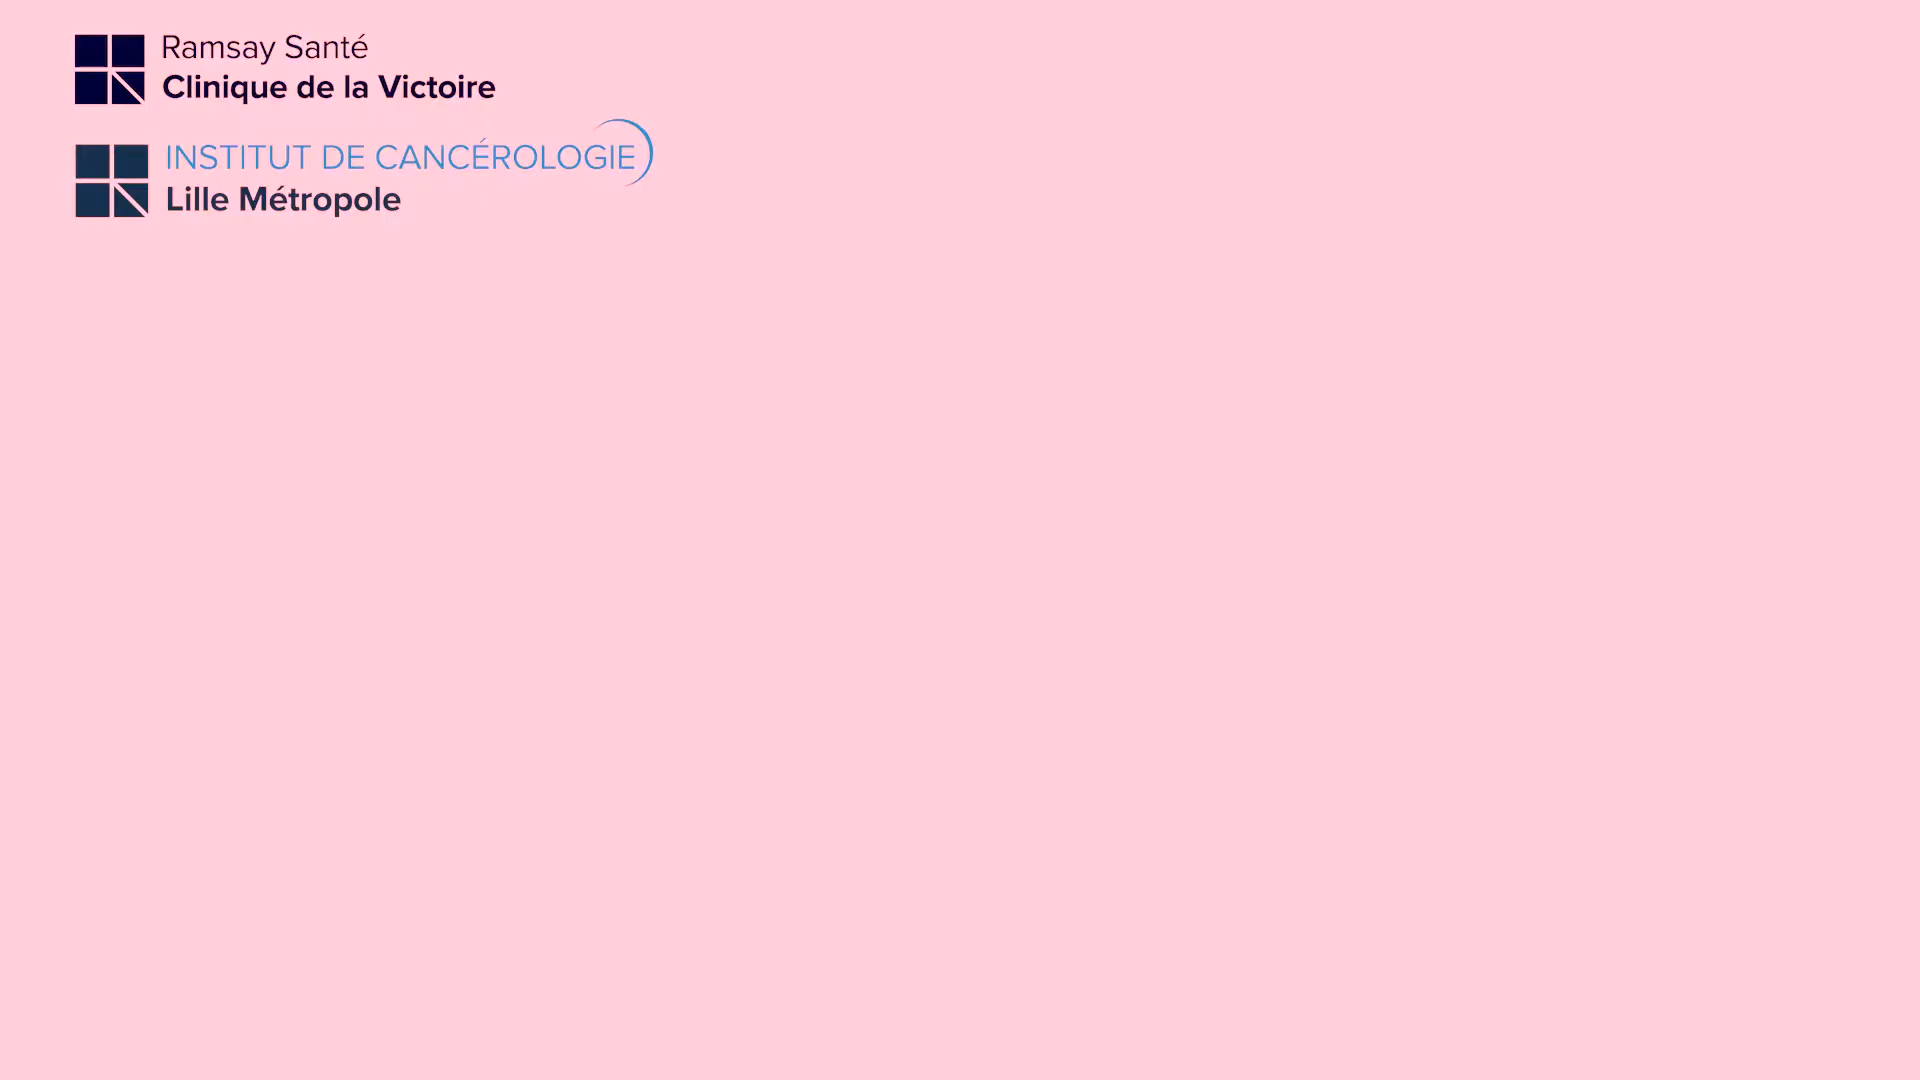 Ramsay Santé
Clinique de la Victoire
INSTITUT DE CANCÉROLOGIE
Lille Métropole